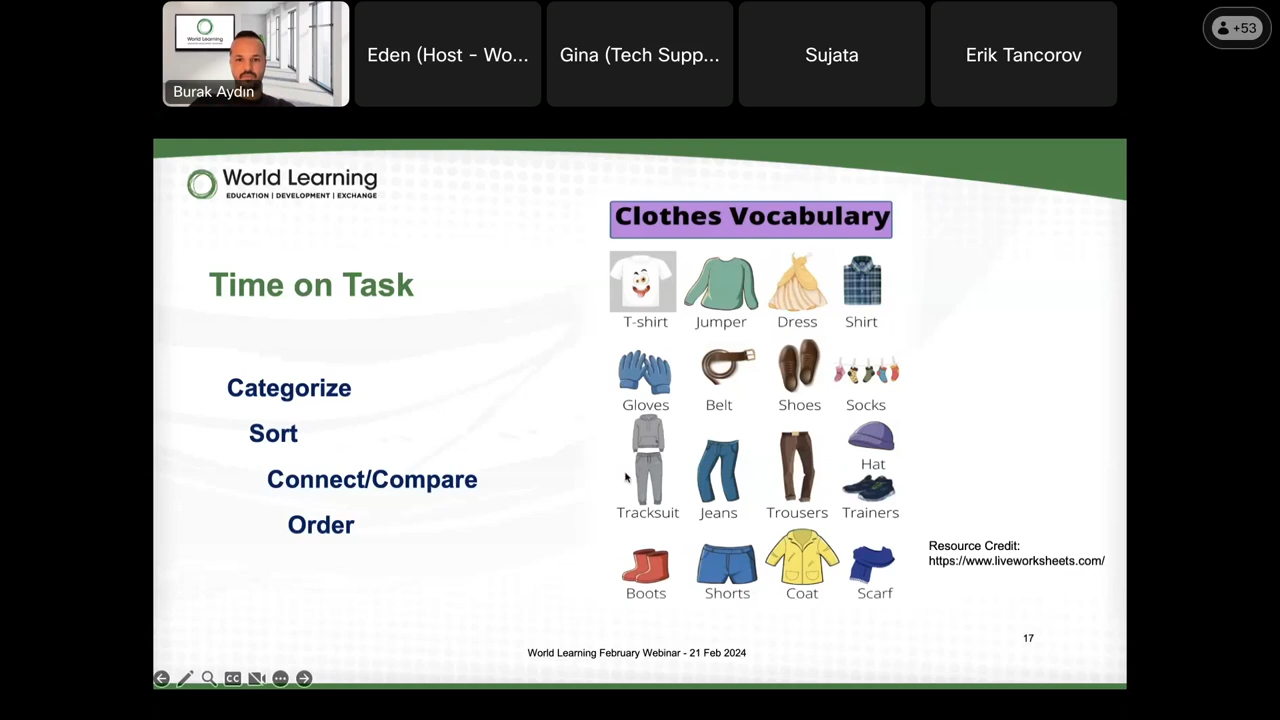 World Learning
Burak Aydın
Eden (Host - Wo...
Gina (Tech Supp...
Sujata
Erik Tancorov
+53
World Learning
EDUCATION | DEVELOPMENT | EXCHANGE
Clothes Vocabulary
Time on Task
T-shirt Jumper Dress Shirt
Categorize
Gloves Belt Shoes Socks
Sort
Hat
Connect/Compare
Tracksuit Jeans Trousers Trainers
Order
Resource Credit:
https://www.liveworksheets.com/
Boots Shorts Coat Scarf
17
World Learning February Webinar - 21 Feb 2024
CC